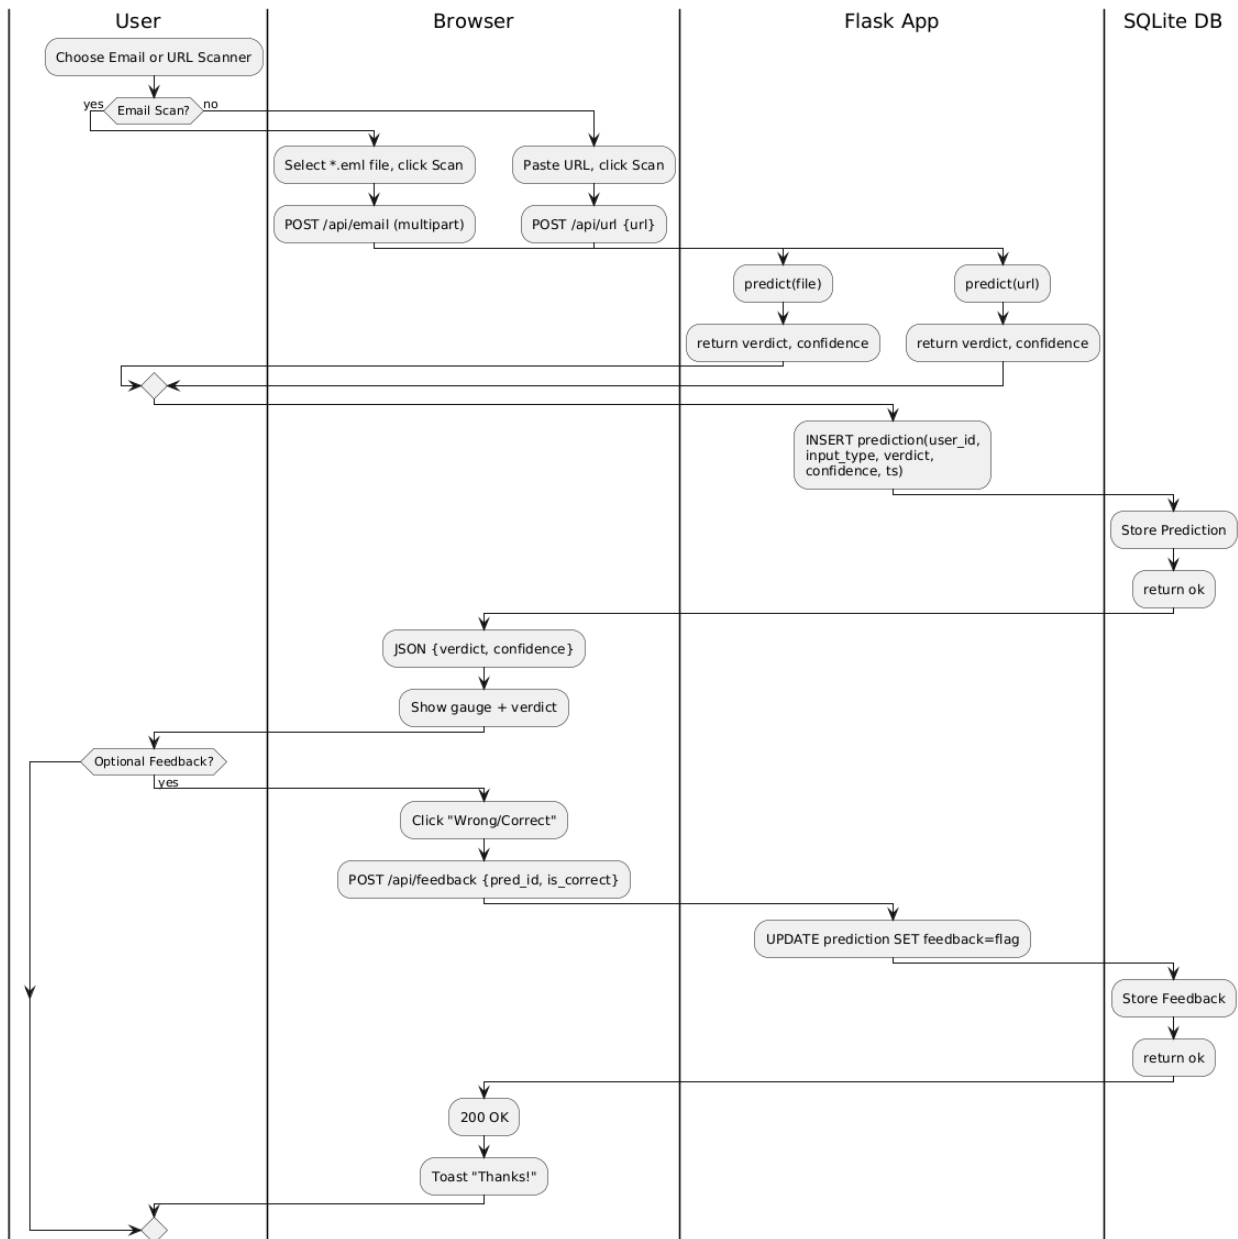 User
Browser
Flask App
SQLite DB
Choose Email or URL Scanner
yes
Email Scan?
no
Select *.eml file, click Scan
Paste URL, click Scan
POST /api/email (multipart)
POST /api/url {url}
predict(file)
predict(url)
return verdict, confidence
return verdict, confidence
INSERT prediction(user_id,
input_type, verdict,
confidence, ts)
Store Prediction
return ok
JSON {verdict, confidence}
Show gauge + verdict
Optional Feedback?
yes
Click "Wrong/Correct"
POST /api/feedback {pred_id, is_correct}
UPDATE prediction SET feedback=flag
Store Feedback
return ok
200 OK
Toast "Thanks!"